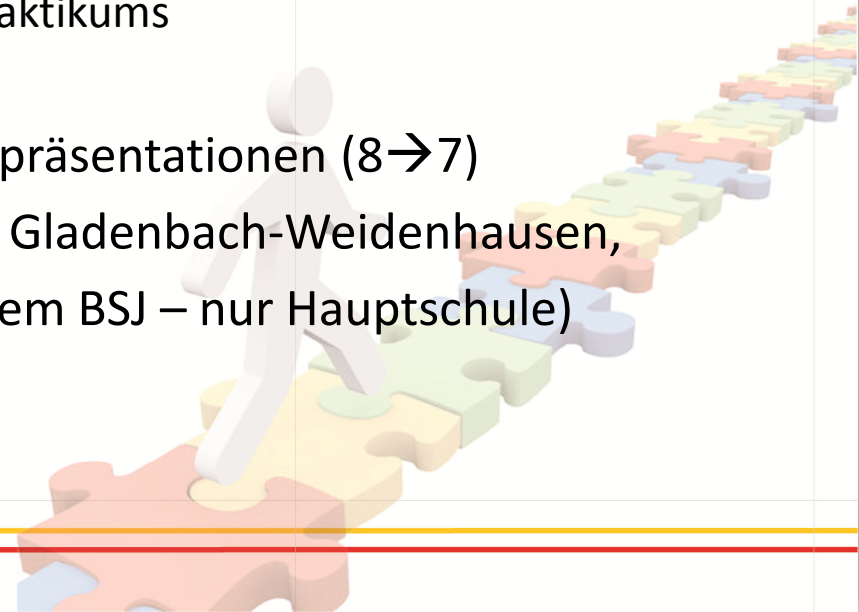 aktikums
präsentationen (8→7)
Gladenbach-Weidenhausen,
em BSJ – nur Hauptschule)